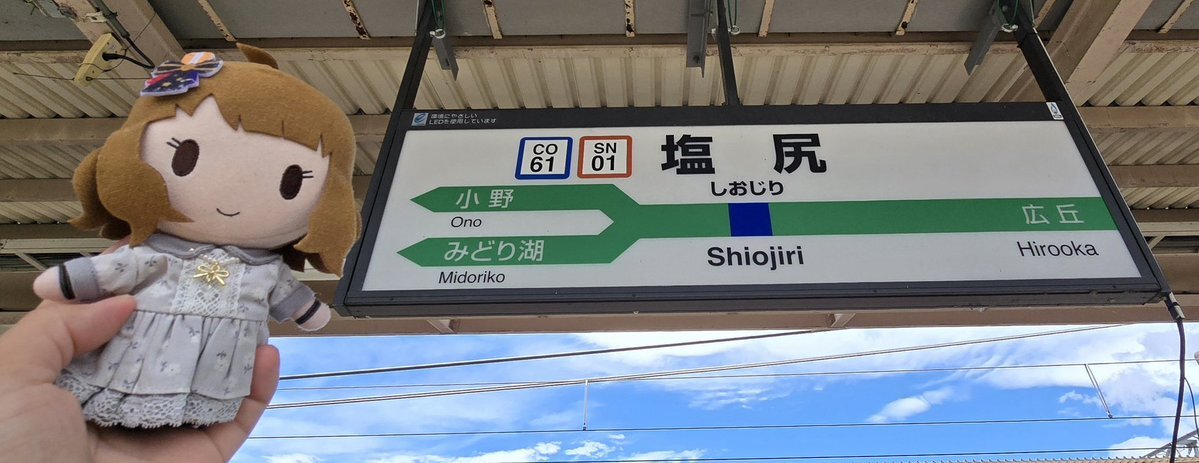 環境にやさしい
LEDを使用しています
CO
61
SN
01
塩尻
しおじり
小野
Ono
みどり湖
Midoriko
Shiojiri
広丘
Hirooka